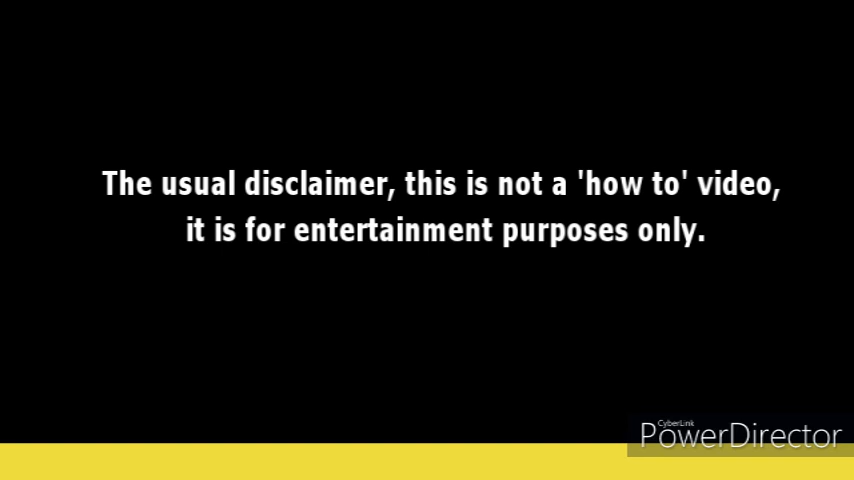 The usual disclaimer, this is not a 'how to' video,
it is for entertainment purposes only.
CyberLink
PowerDirector